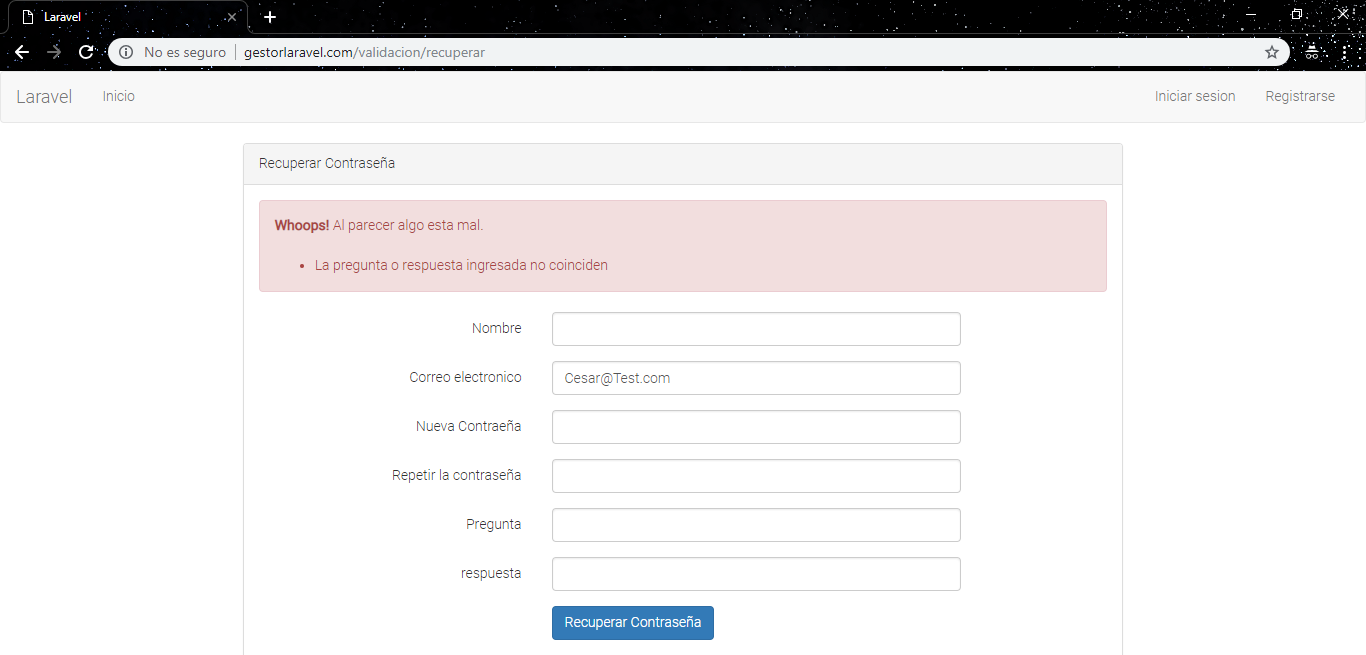 Laravel
No es seguro gestorlaravel.com/validacion/recuperar
Laravel Inicio Iniciar sesion Registrarse
Recuperar Contraseña
Whoops! Al parecer algo esta mal.
• La pregunta o respuesta ingresada no coinciden
Nombre
Correo electronico Cesar@Test.com
Nueva Contraeña
Repetir la contraseña
Pregunta
respuesta
Recuperar Contraseña